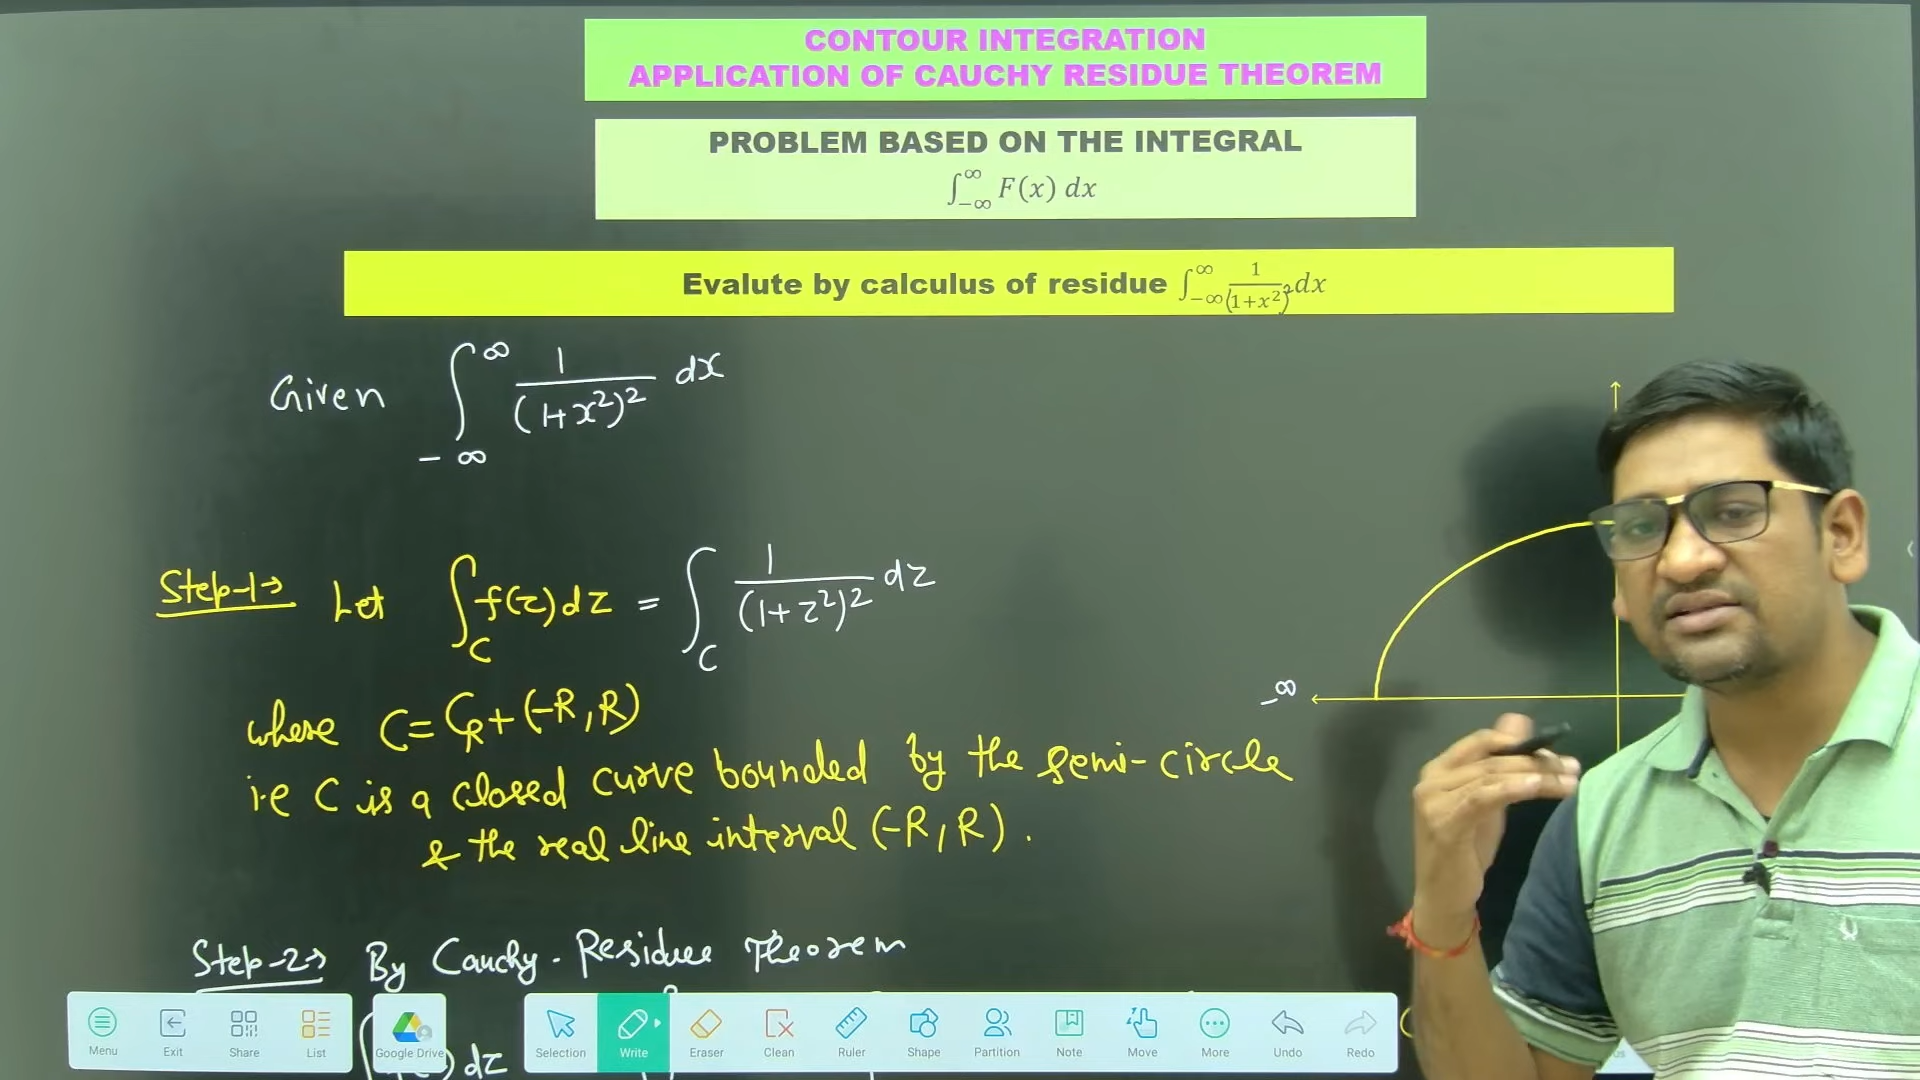 CONTOUR INTEGRATION
APPLICATION OF CAUCHY RESIDUE THEOREM
PROBLEM BASED ON THE INTEGRAL
∫_{-∞}^{∞} F(x) dx
Evalute by calculus of residue ∫_{-∞}^{∞} 1/(1+x²)² dx
Given ∫_{-∞}^{∞} 1/(1+x²)² dx
Step-1→ Let ∫_C f(z)dz = ∫_C 1/(1+z²)² dz
where C = C_R + (-R, R)
-∞
i.e C is a closed curve bounded by the semi-circle
& the real line interval (-R, R).
Step-2→ By Cauchy-Residue Theorem
dz
Menu Exit Share List Google Drive Selection Write Eraser Clean Ruler Shape Partition Note Move More Undo Redo